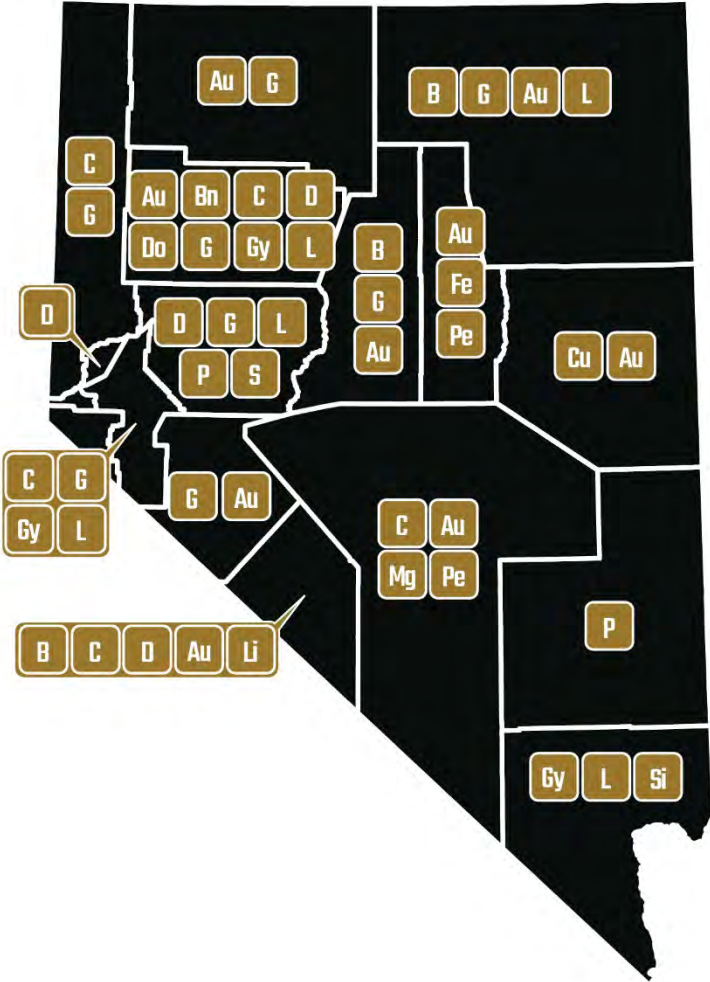 Au G
B G Au L
C
G
Au Bn C D
Do G Gy L
B
G
Au
Au
Fe
Pe
D
D G L
P S
Cu Au
C G
Gy L
G Au
C Au
Mg Pe
B C D Au Li
P
Gy L Si